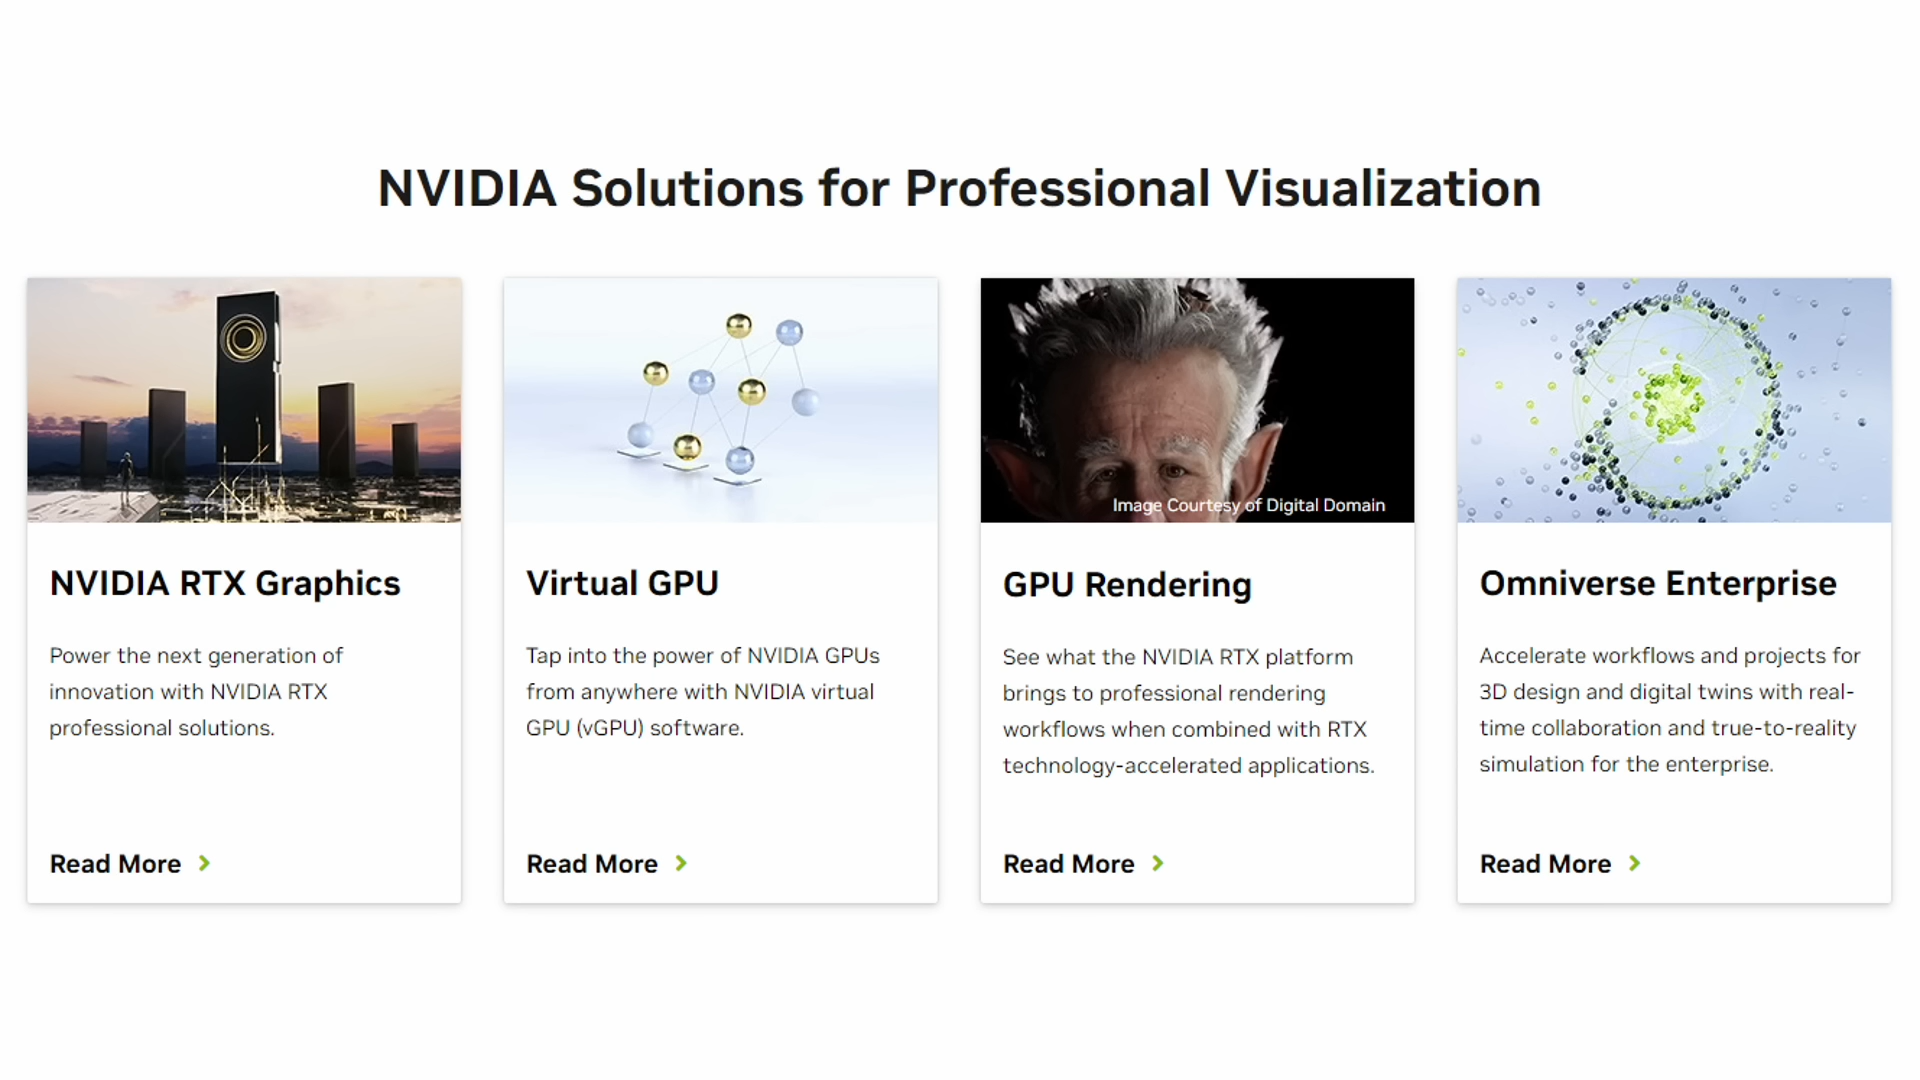 NVIDIA Solutions for Professional Visualization
Image Courtesy of Digital Domain
NVIDIA RTX Graphics
Power the next generation of
innovation with NVIDIA RTX
professional solutions.
Read More
Virtual GPU
Tap into the power of NVIDIA GPUs
from anywhere with NVIDIA virtual
GPU (vGPU) software.
Read More
GPU Rendering
See what the NVIDIA RTX platform
brings to professional rendering
workflows when combined with RTX
technology-accelerated applications.
Read More
Omniverse Enterprise
Accelerate workflows and projects for
3D design and digital twins with real-
time collaboration and true-to-reality
simulation for the enterprise.
Read More